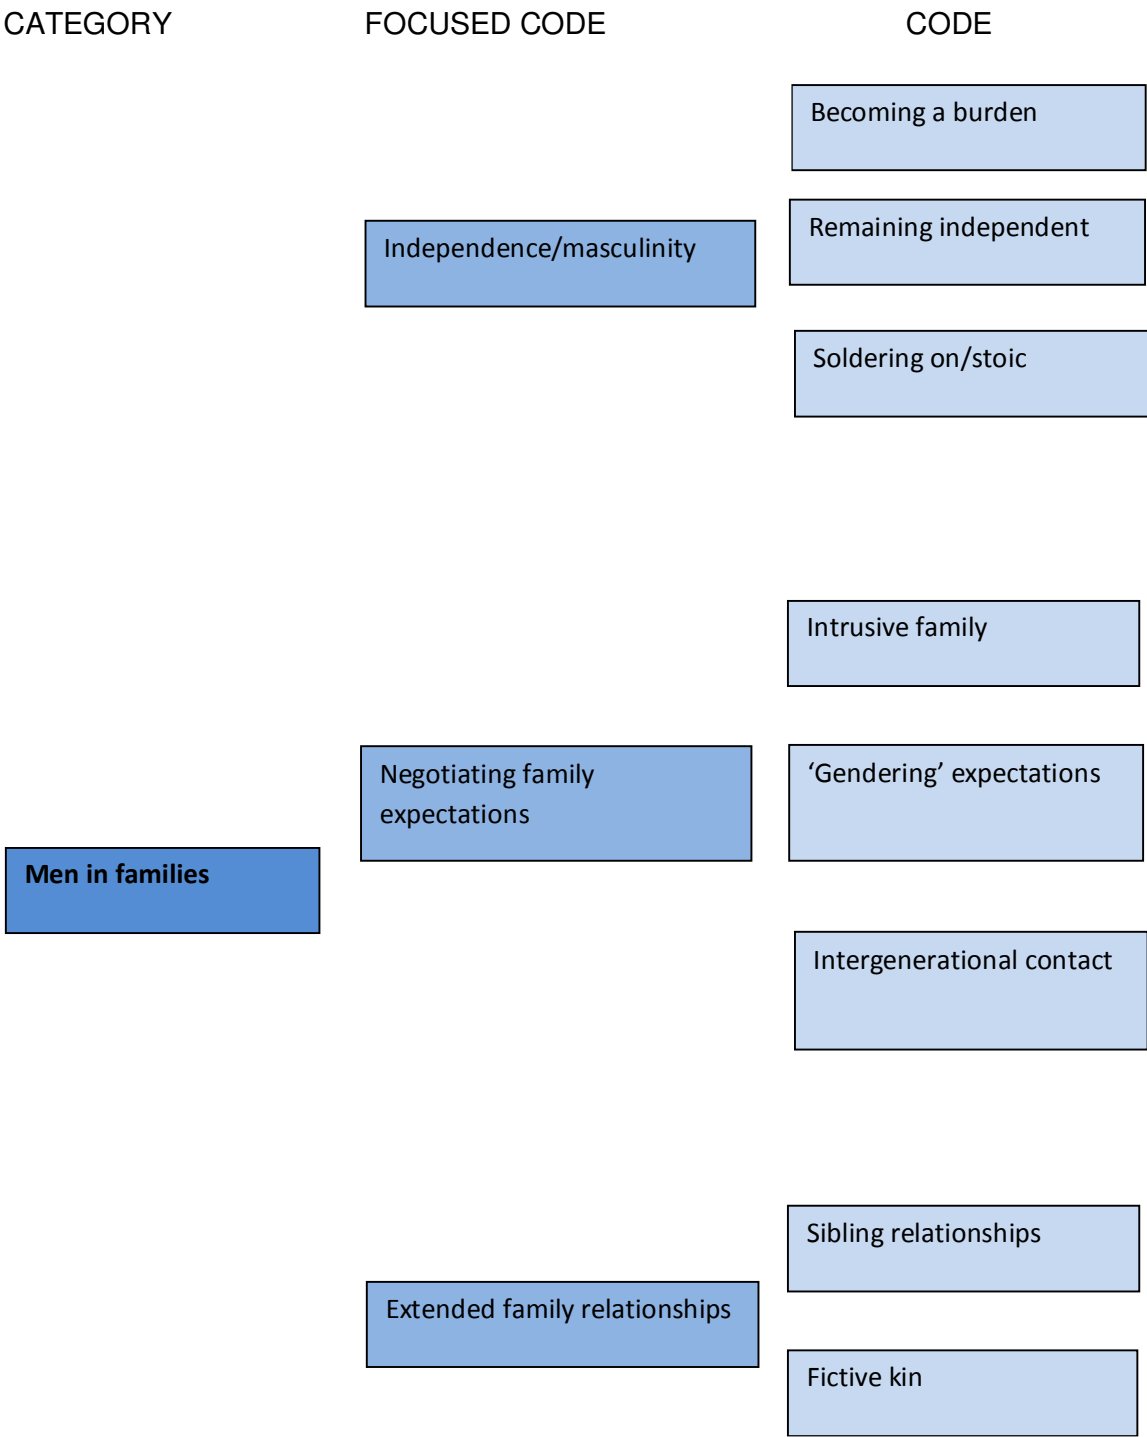 CATEGORY FOCUSED CODE CODE
Becoming a burden
Remaining independent
Independence/masculinity
Soldering on/stoic
Intrusive family
Negotiating family
expectations
‘Gendering’ expectations
Men in families
Intergenerational contact
Sibling relationships
Extended family relationships
Fictive kin